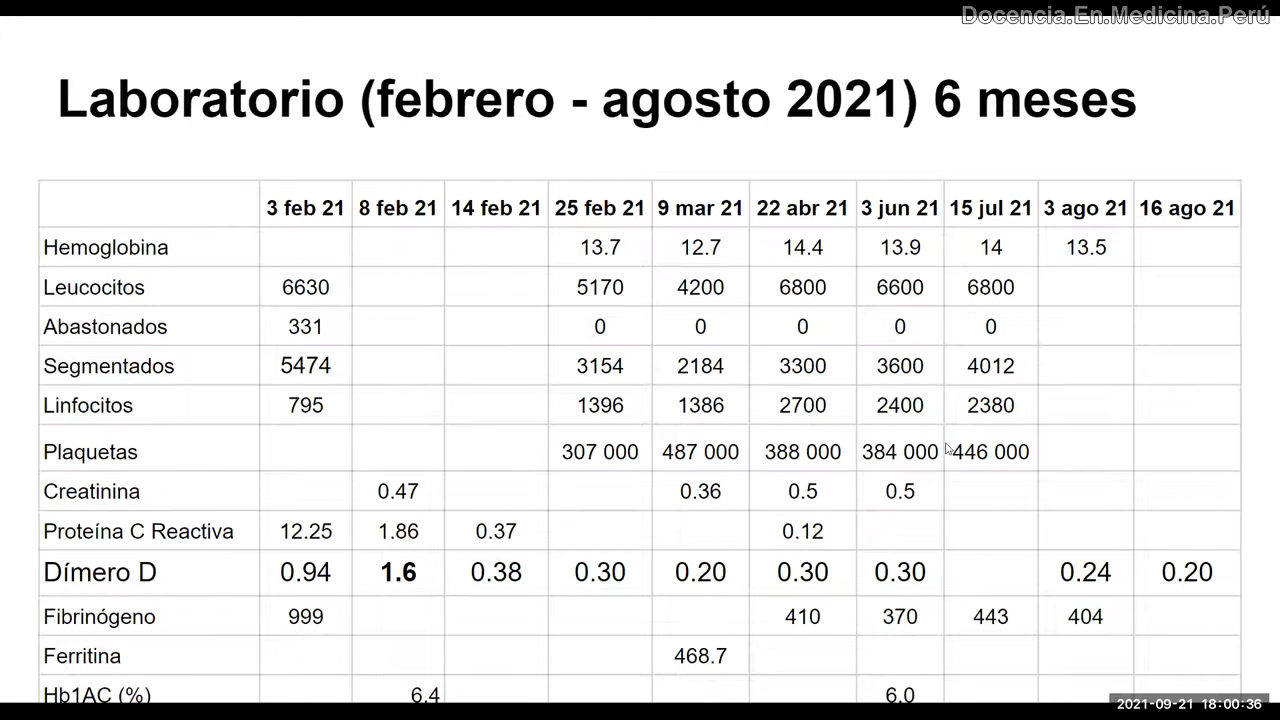 Docencia.En.Medicina.Perú
Laboratorio (febrero - agosto 2021) 6 meses
3 feb 21 8 feb 21 14 feb 21 25 feb 21 9 mar 21 22 abr 21 3 jun 21 15 jul 21 3 ago 21 16 ago 21
Hemoglobina 13.7 12.7 14.4 13.9 14 13.5
Leucocitos 6630 5170 4200 6800 6600 6800
Abastonados 331 0 0 0 0 0
Segmentados 5474 3154 2184 3300 3600 4012
Linfocitos 795 1396 1386 2700 2400 2380
Plaquetas 307 000 487 000 388 000 384 000 446 000
Creatinina 0.47 0.36 0.5 0.5
Proteína C Reactiva 12.25 1.86 0.37 0.12
Dímero D 0.94 1.6 0.38 0.30 0.20 0.30 0.30 0.24 0.20
Fibrinógeno 999 410 370 443 404
Ferritina 468.7
Hb1AC (%) 6.4 6.0
2021-09-21 18:00:36